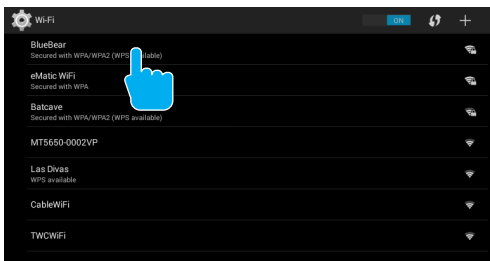 Wi-Fi
ON
BlueBear
Secured with WPA/WPA2 (WPS
eMatic WiFi
Secured with WPA
Batcave
Secured with WPA/WPA2 (WPS available)
MT5650-0002VP
Las Divas
WPS available
CableWiFi
TWCWiFi